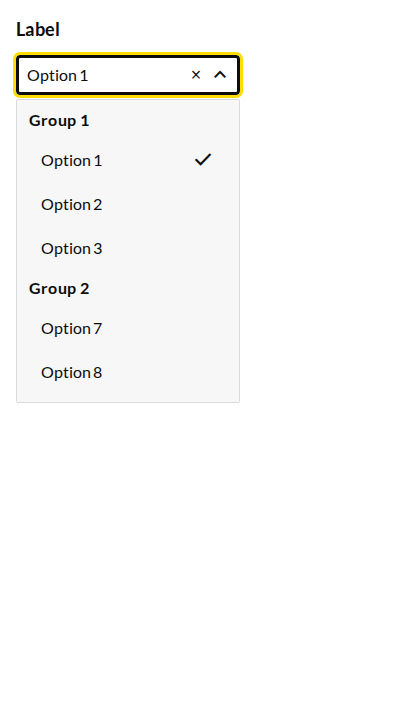 Label
Option 1
Group 1
Option 1
Option 2
Option 3
Group 2
Option 7
Option 8